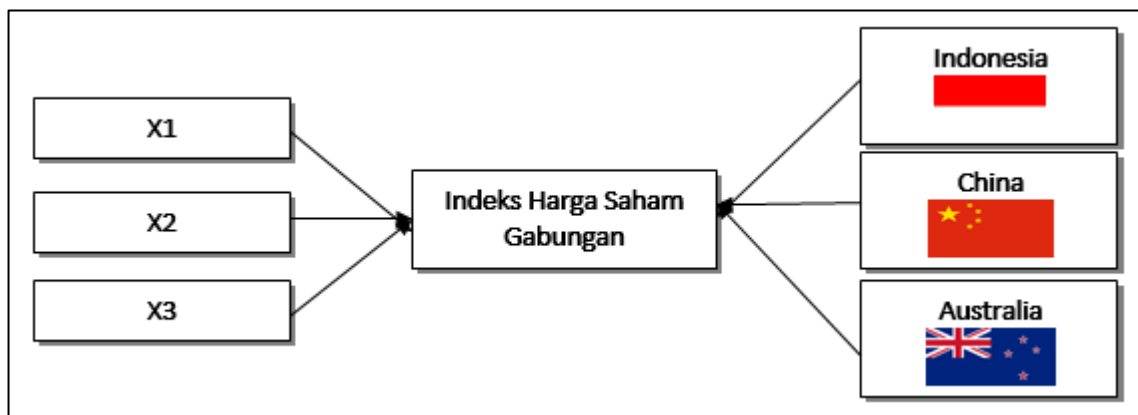 X1
X2
X3
Indeks Harga Saham
Gabungan
Indonesia
China
Australia